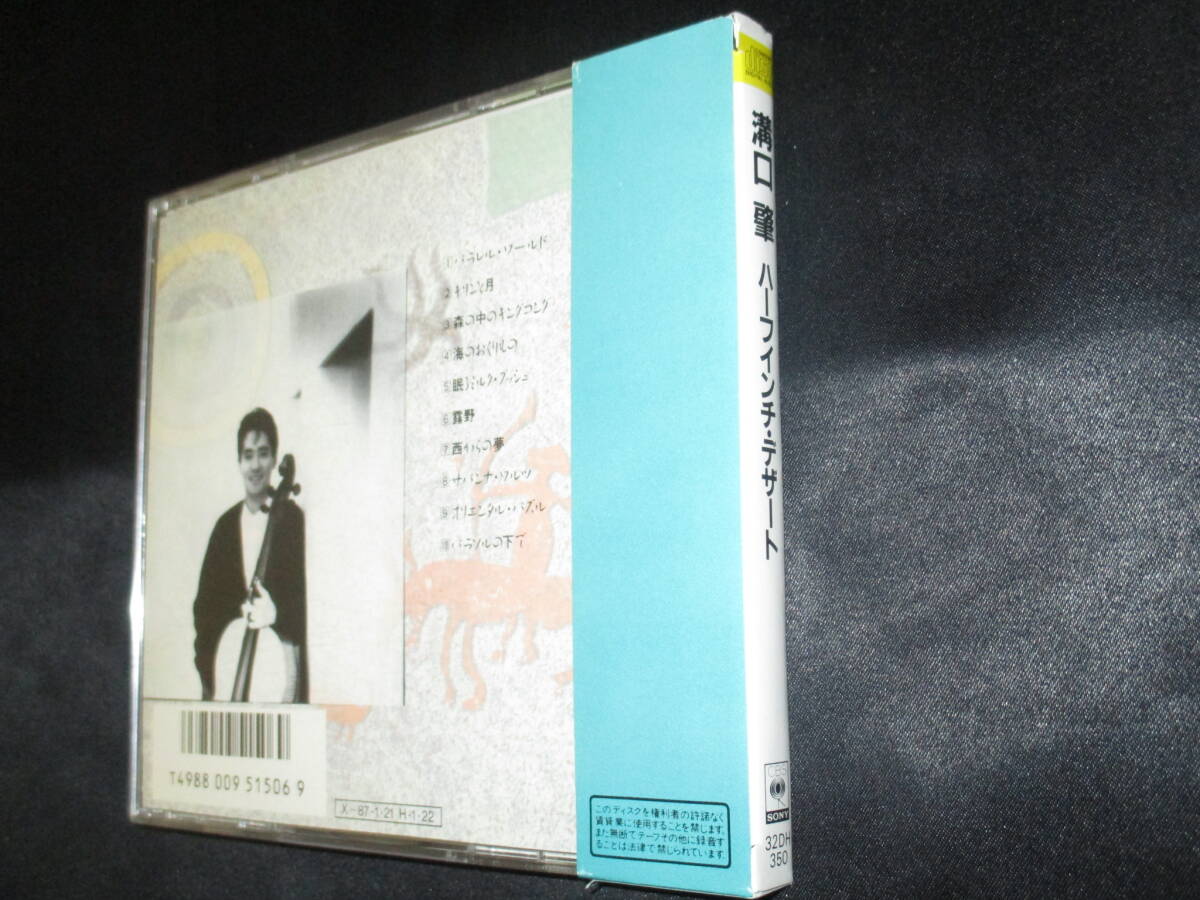 ①パラレル・ワールド
②キリンと月
③森の中のキングコング
④海のおくりもの
⑤眠るミルク・ブッシュ
⑥霧野
⑦西からの夢
⑧サバンナ・ワルツ
⑨オリエンタル・パズル
⑩パラソルの下で
T4988 009 51506 9
X-87・1・21 H・1・22
このディスクを権利者の許諾なく
賃貸業に使用することを禁じます。
また無断でテープその他に録音す
ることは法律で禁じられています。
溝口 肇 ハーフインチ・デザート
CBS
SONY
32DH
350